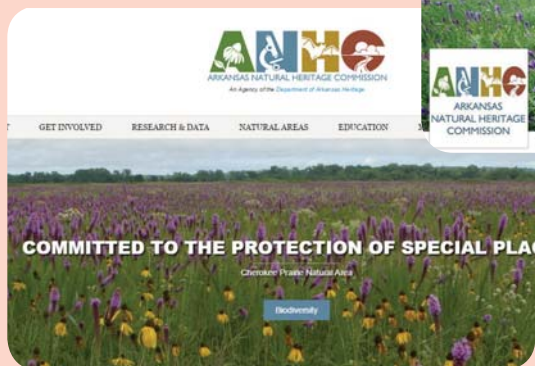 ANHC
ARKANSAS NATURAL HERITAGE COMMISSION
An Agency of the Department of Arkansas Heritage
GET INVOLVED RESEARCH & DATA NATURAL AREAS EDUCATION
ANHC
ARKANSAS
NATURAL HERITAGE
COMMISSION
COMMITTED TO THE PROTECTION OF SPECIAL PLAC
Cherokee Prairie Natural Area
Biodiversity